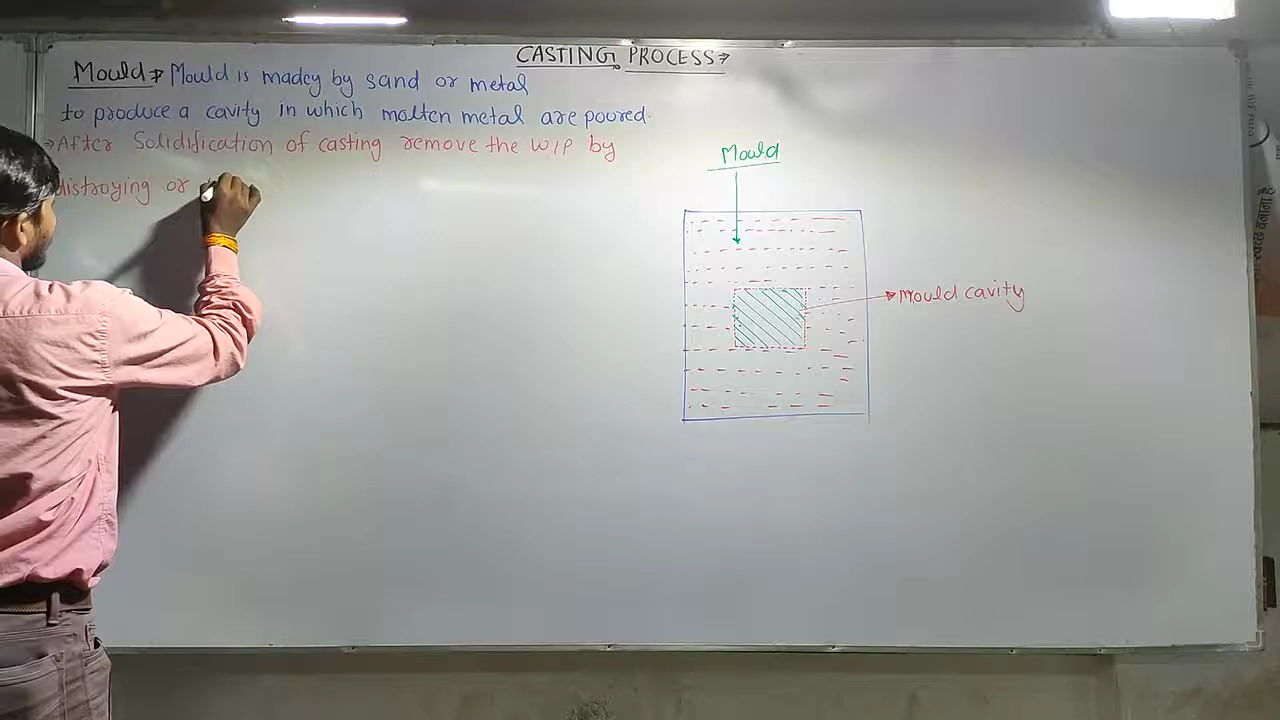 CASTING PROCESS→
Mould→ Mould is madey by sand or metal
to produce a cavity in which molten metal are poured.
→After Solidification of casting remove the W/P by
distroying or
Mould
mould cavity